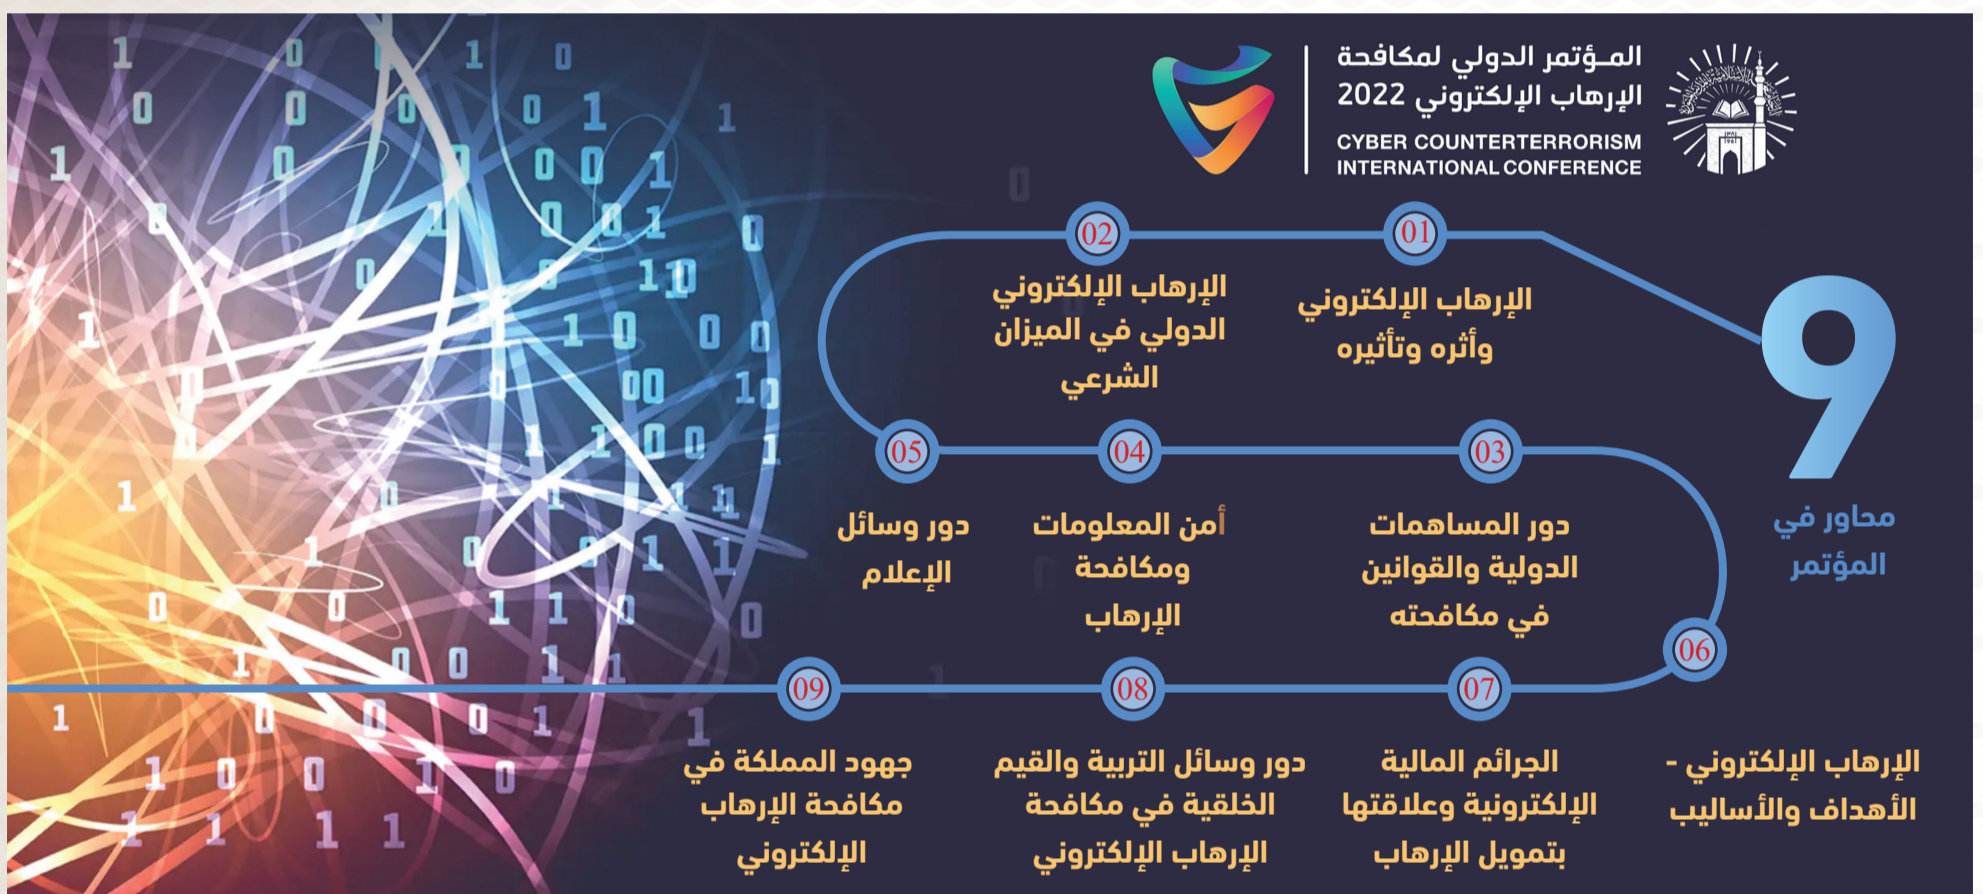 المـؤتمر الدولي لمكافحة
الإرهاب الإلكتروني 2022
CYBER COUNTERTERRORISM
INTERNATIONAL CONFERENCE
9
محاور في
المؤتمر
01
الإرهاب الإلكتروني
وأثره وتأثيره
02
الإرهاب الإلكتروني
الدولي في الميزان
الشرعي
03
دور المساهمات
الدولية والقوانين
في مكافحته
04
أمن المعلومات
ومكافحة
الإرهاب
05
دور وسائل
الإعلام
06
الإرهاب الإلكتروني -
الأهداف والأساليب
07
الجرائم المالية
الإلكترونية وعلاقتها
بتمويل الإرهاب
08
دور وسائل التربية والقيم
الخلقية في مكافحة
الإرهاب الإلكتروني
09
جهود المملكة في
مكافحة الإرهاب
الإلكتروني